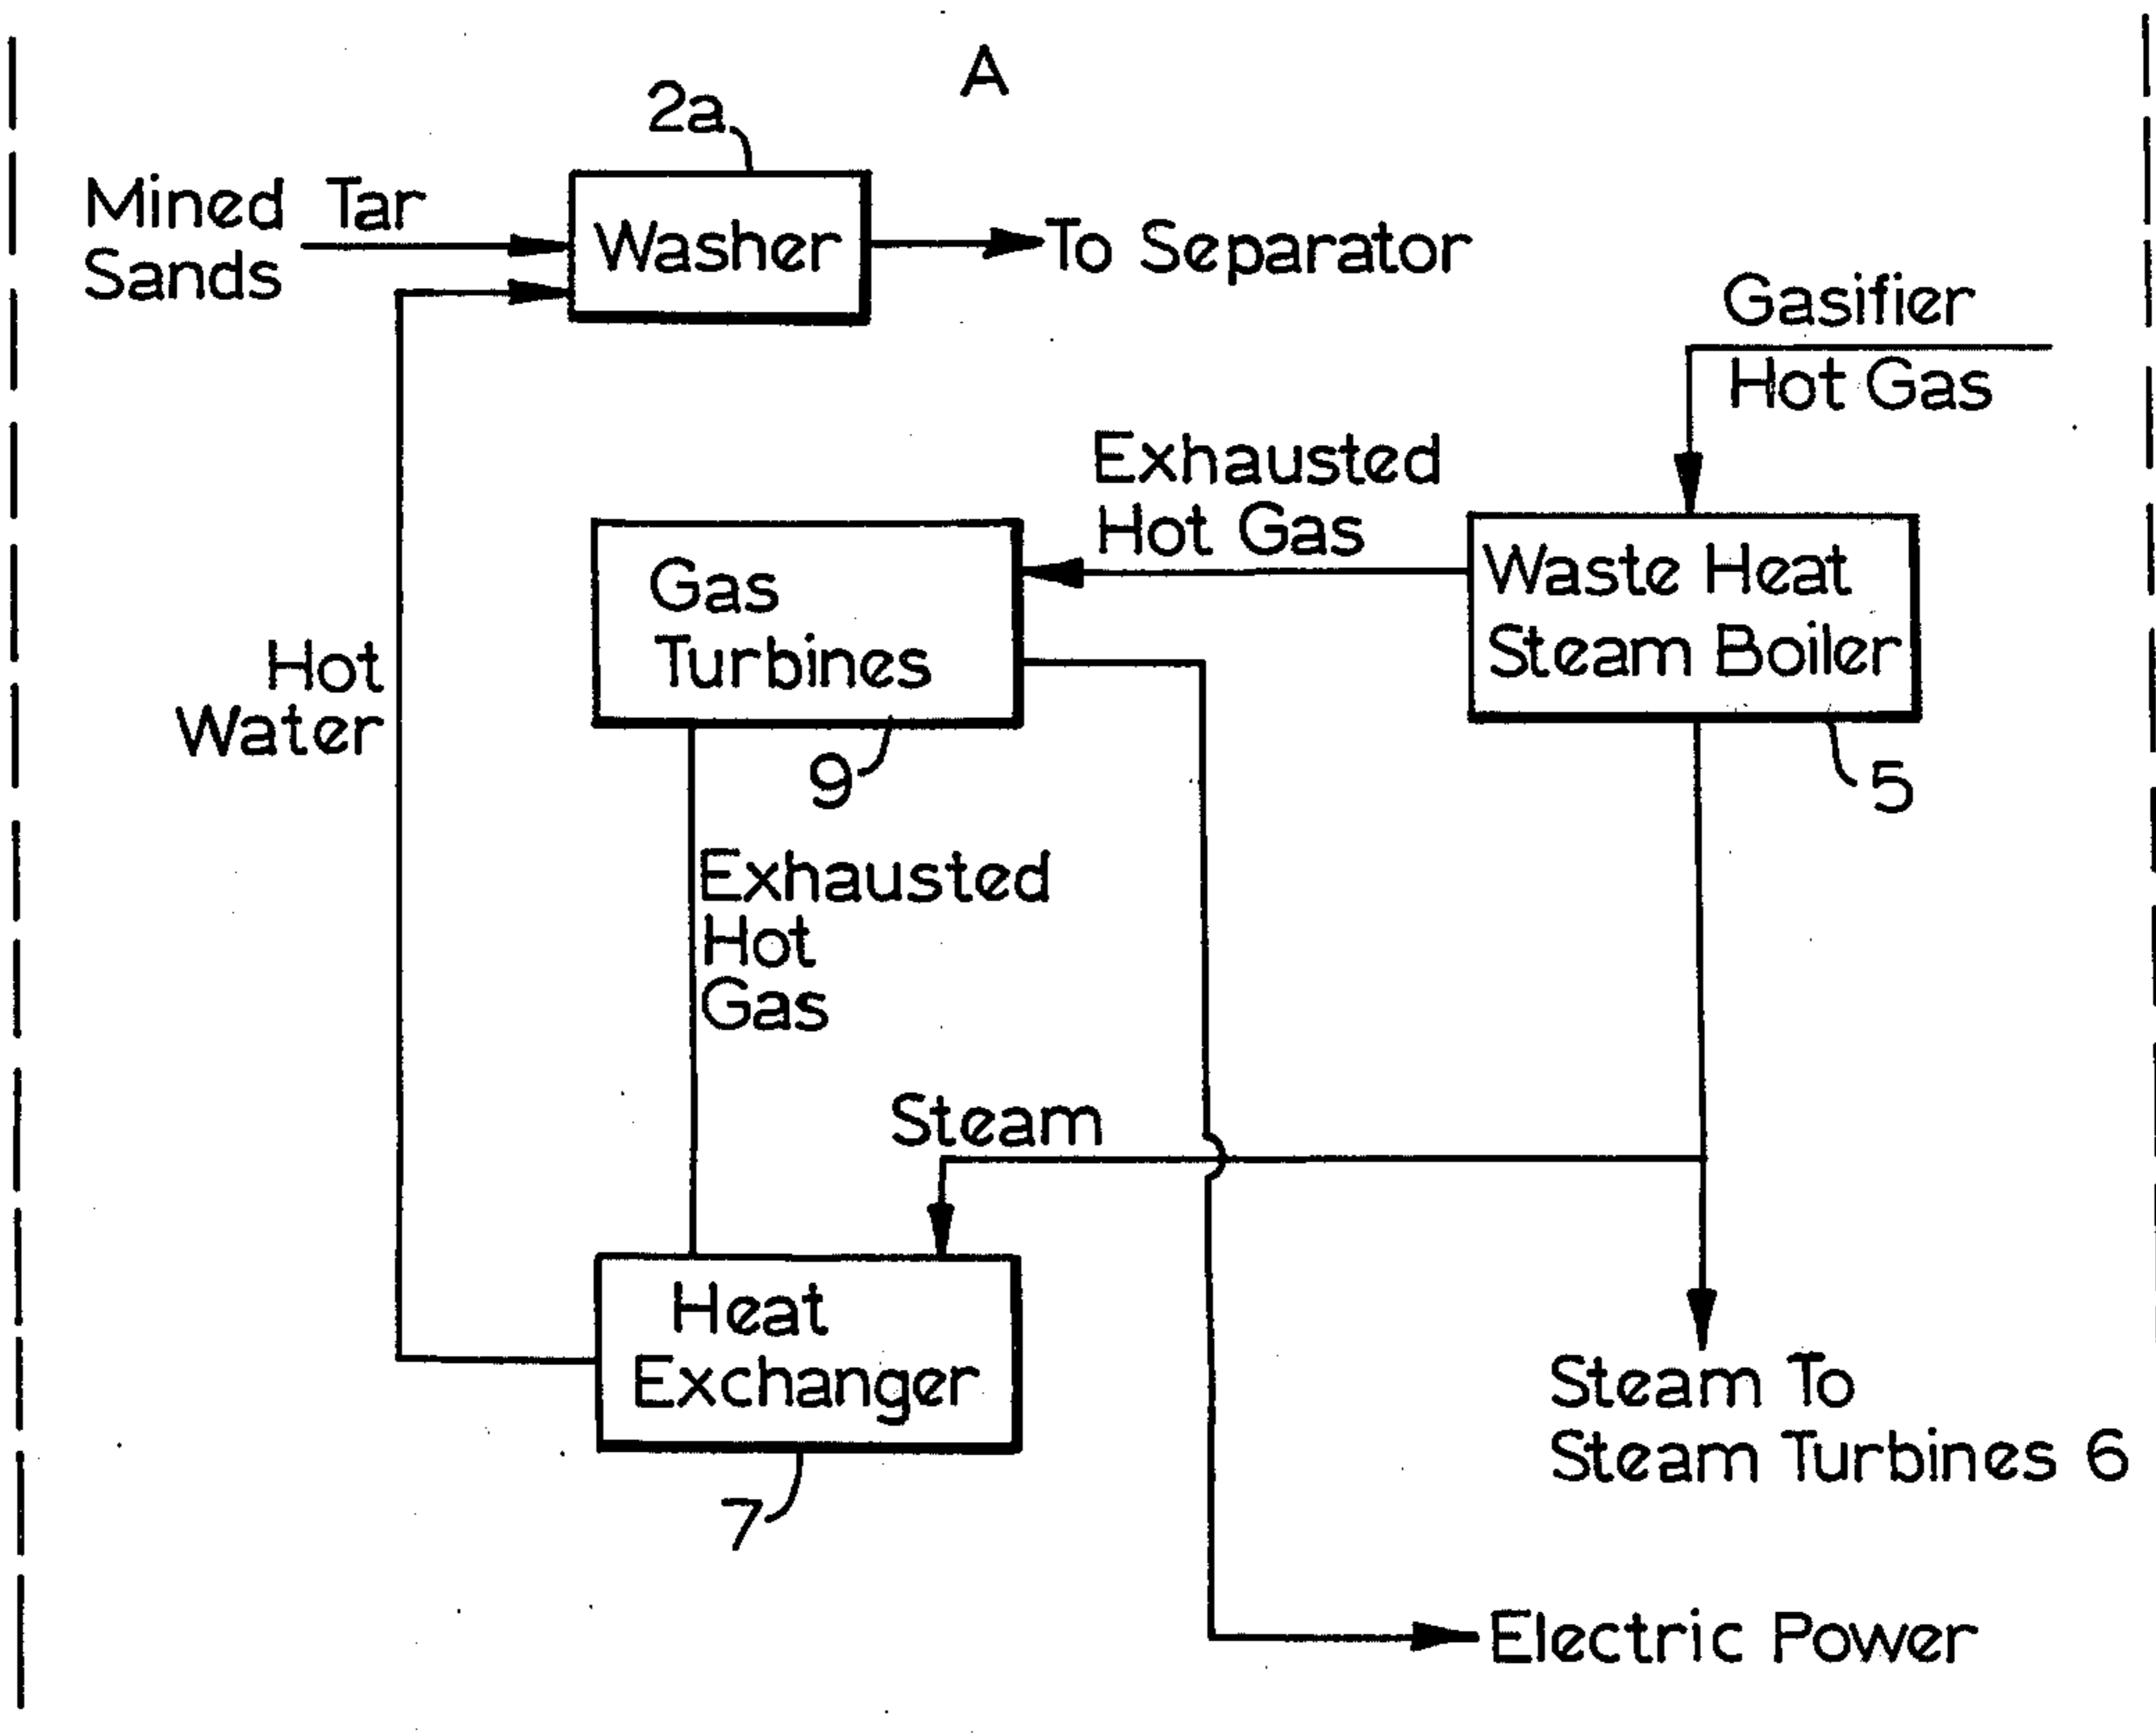 A
2a
Mined Tar
Sands
Washer
To Separator
Gasifier
Hot Gas
Exhausted
Hot Gas
Gas
Turbines
Waste Heat
Steam Boiler
Hot
Water
9
5
Exhausted
Hot
Gas
Steam
Heat
Exchanger
Steam To
Steam Turbines 6
7
Electric Power